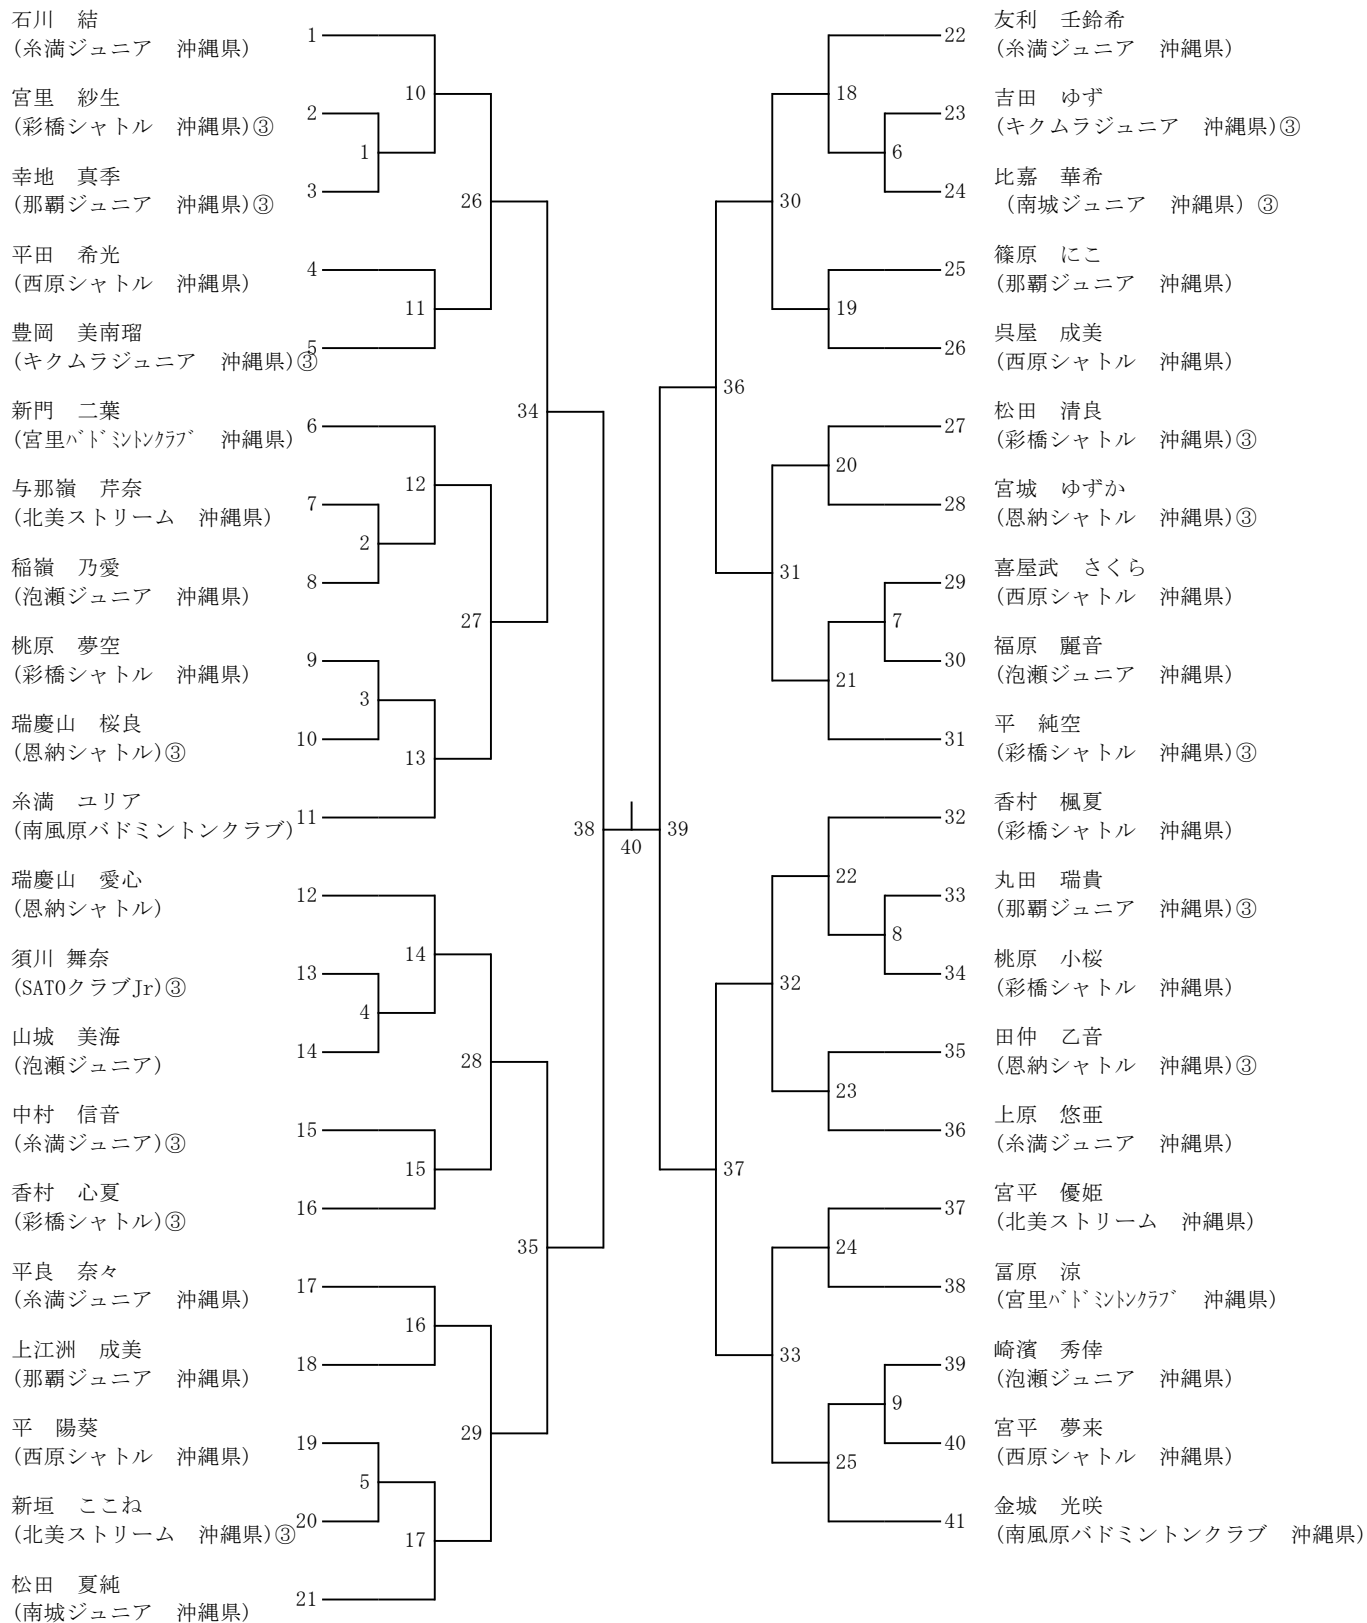 石川　結
(糸満ジュニア　沖縄県)
1
宮里　紗生
(彩橋シャトル　沖縄県)③
2
幸地　真季
(那覇ジュニア　沖縄県)③
3
平田　希光
(西原シャトル　沖縄県)
4
豊岡　美南瑠
(キクムラジュニア　沖縄県)③
5
新門　二葉
(宮里ﾊﾞﾄﾞﾐﾝﾄﾝｸﾗﾌﾞ　沖縄県)
6
与那嶺　芹奈
(北美ストリーム　沖縄県)
7
稲嶺　乃愛
(泡瀬ジュニア　沖縄県)
8
桃原　夢空
(彩橋シャトル　沖縄県)
9
瑞慶山　桜良
(恩納シャトル)③
10
糸満　ユリア
(南風原バドミントンクラブ)
11
瑞慶山　愛心
(恩納シャトル)
12
須川 舞奈
(SATOクラブJr)③
13
山城　美海
(泡瀬ジュニア)
14
中村　信音
(糸満ジュニア)③
15
香村　心夏
(彩橋シャトル)③
16
平良　奈々
(糸満ジュニア　沖縄県)
17
上江洲　成美
(那覇ジュニア　沖縄県)
18
平　陽葵
(西原シャトル　沖縄県)
19
新垣　ここね
(北美ストリーム　沖縄県)③
20
松田　夏純
(南城ジュニア　沖縄県)
21
1
2
3
4
5
10
11
12
13
14
15
16
17
26
27
28
29
34
35
38
40
39
36
37
30
31
32
33
18
19
20
21
22
23
24
25
6
7
8
9
22
友利　壬鈴希
(糸満ジュニア　沖縄県)
23
吉田　ゆず
(キクムラジュニア　沖縄県)③
24
比嘉　華希
（南城ジュニア　沖縄県）③
25
篠原　にこ
(那覇ジュニア　沖縄県)
26
呉屋　成美
(西原シャトル　沖縄県)
27
松田　清良
(彩橋シャトル　沖縄県)③
28
宮城　ゆずか
(恩納シャトル　沖縄県)③
29
喜屋武　さくら
(西原シャトル　沖縄県)
30
福原　麗音
(泡瀬ジュニア　沖縄県)
31
平　純空
(彩橋シャトル　沖縄県)③
32
香村　楓夏
(彩橋シャトル　沖縄県)
33
丸田　瑞貴
(那覇ジュニア　沖縄県)③
34
桃原　小桜
(彩橋シャトル　沖縄県)
35
田仲　乙音
(恩納シャトル　沖縄県)③
36
上原　悠亜
(糸満ジュニア　沖縄県)
37
宮平　優姫
(北美ストリーム　沖縄県)
38
冨原　涼
(宮里ﾊﾞﾄﾞﾐﾝﾄﾝｸﾗﾌﾞ　沖縄県)
39
崎濱　秀倖
(泡瀬ジュニア　沖縄県)
40
宮平　夢来
(西原シャトル　沖縄県)
41
金城　光咲
(南風原バドミントンクラブ　沖縄県)